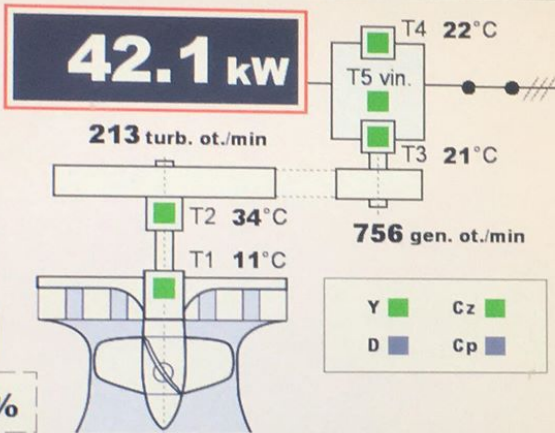 42.1 kW
T4 22°C
T5 vin.
T3 21°C
213 turb. ot./min
T2 34°C
756 gen. ot./min
T1 11°C
Y Cz
D Cp
%